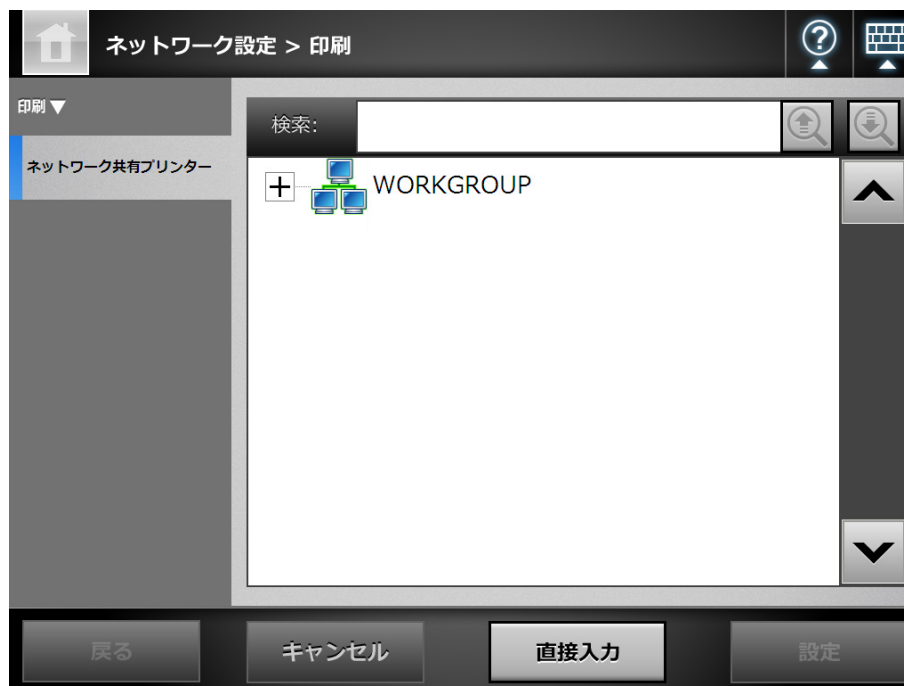 ネットワーク設定 > 印刷
?
印刷▼
ネットワーク共有プリンター
検索:
WORKGROUP
戻る
キャンセル
直接入力
設定